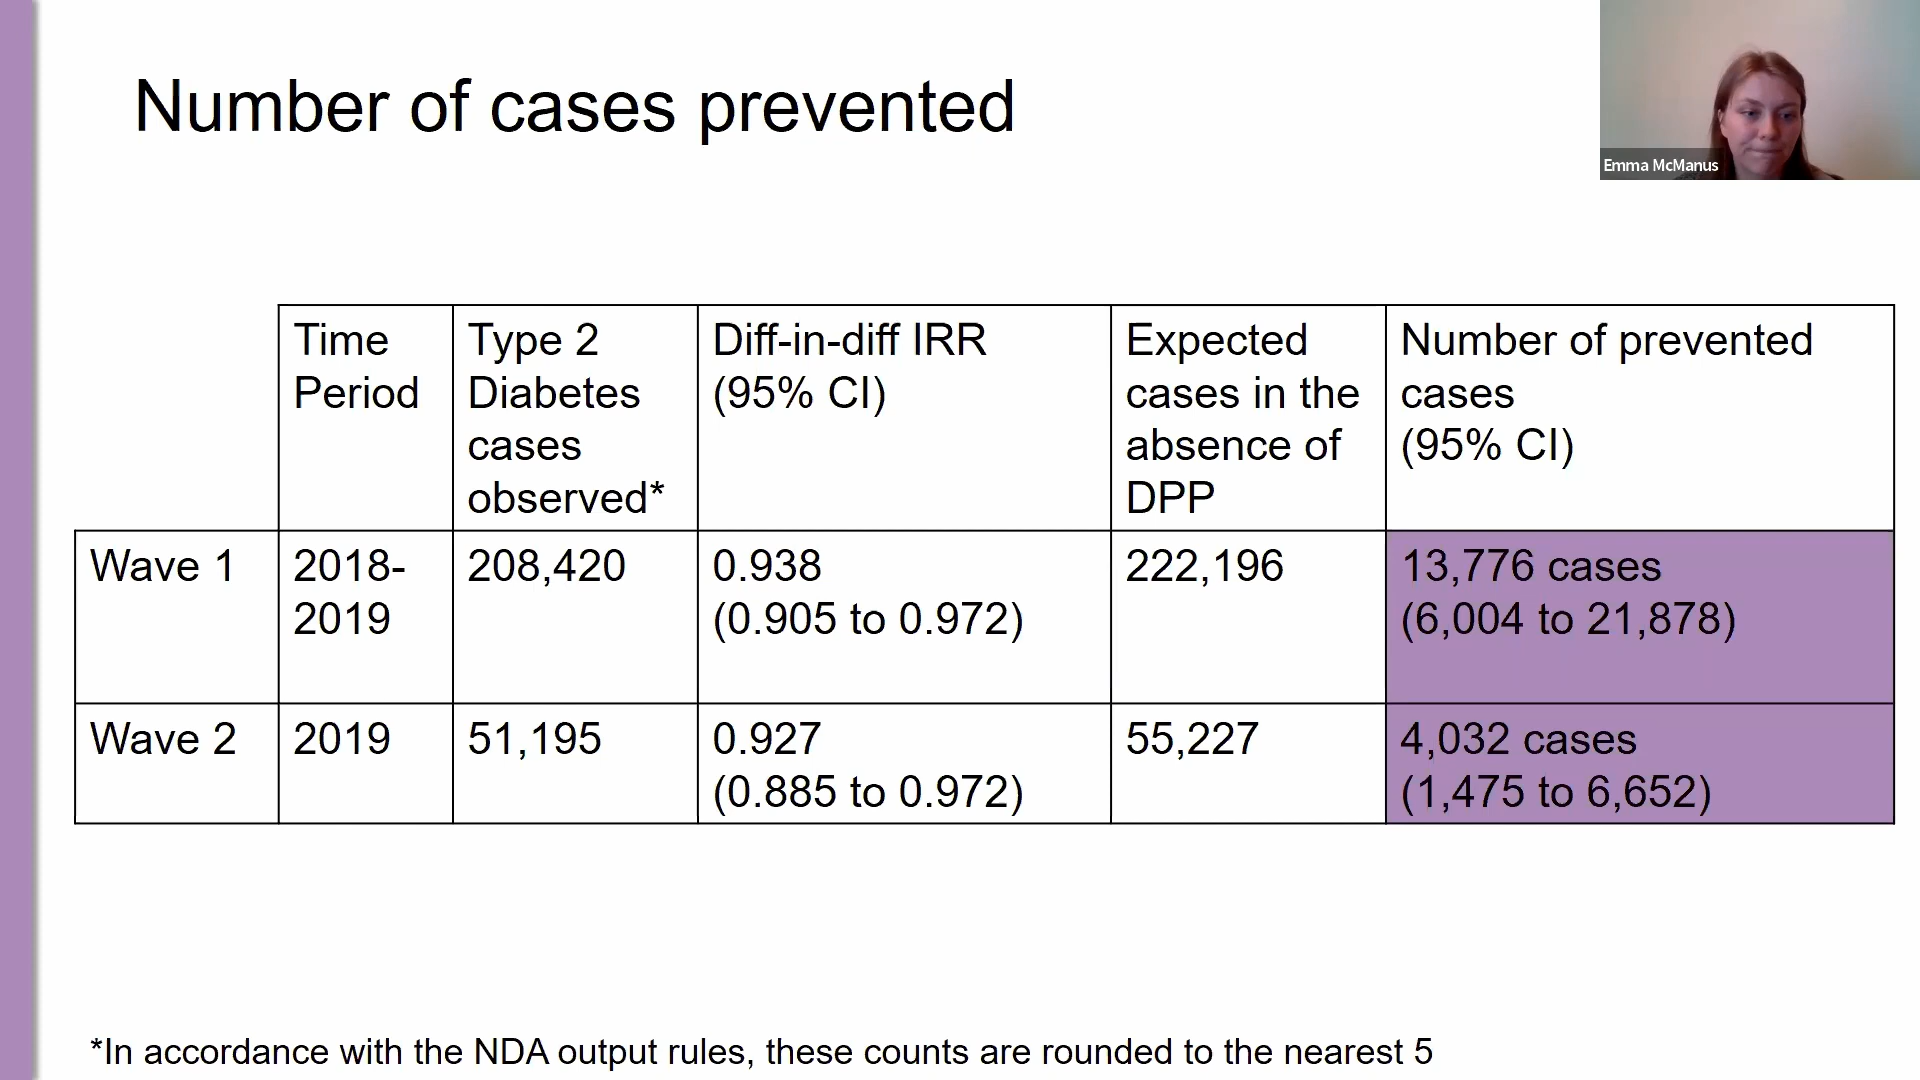 Number of cases prevented
Emma McManus
Time
Period
Type 2
Diabetes
cases
observed*
Diff-in-diff IRR
(95% CI)
Expected
cases in the
absence of
DPP
Number of prevented
cases
(95% CI)
Wave 1
2018-
2019
208,420
0.938
(0.905 to 0.972)
222,196
13,776 cases
(6,004 to 21,878)
Wave 2
2019
51,195
0.927
(0.885 to 0.972)
55,227
4,032 cases
(1,475 to 6,652)
*In accordance with the NDA output rules, these counts are rounded to the nearest 5